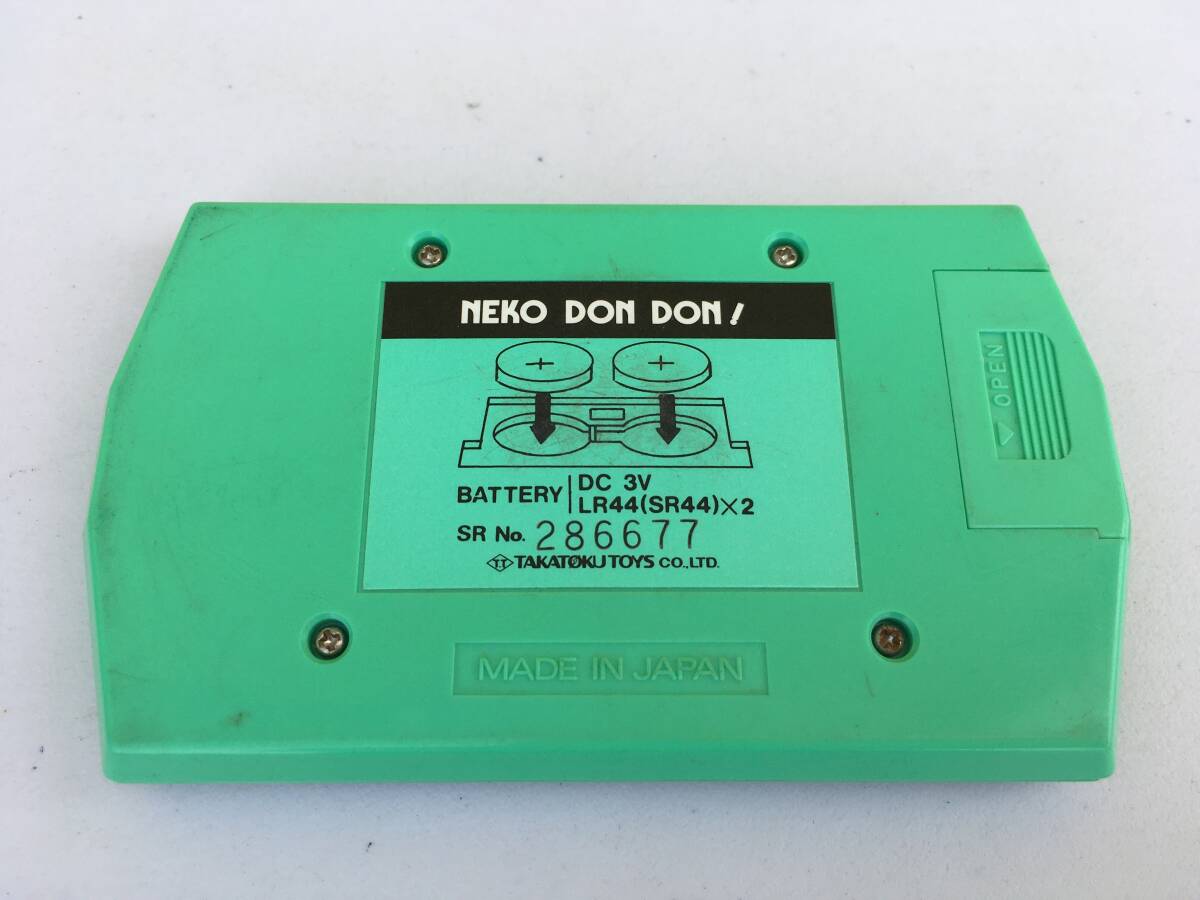 NEKO DON DON!
+ +
BATTERY DC 3V
LR44(SR44)×2
SR No. 286677
T.T TAKATOKU TOYS CO.,LTD.
MADE IN JAPAN
OPEN